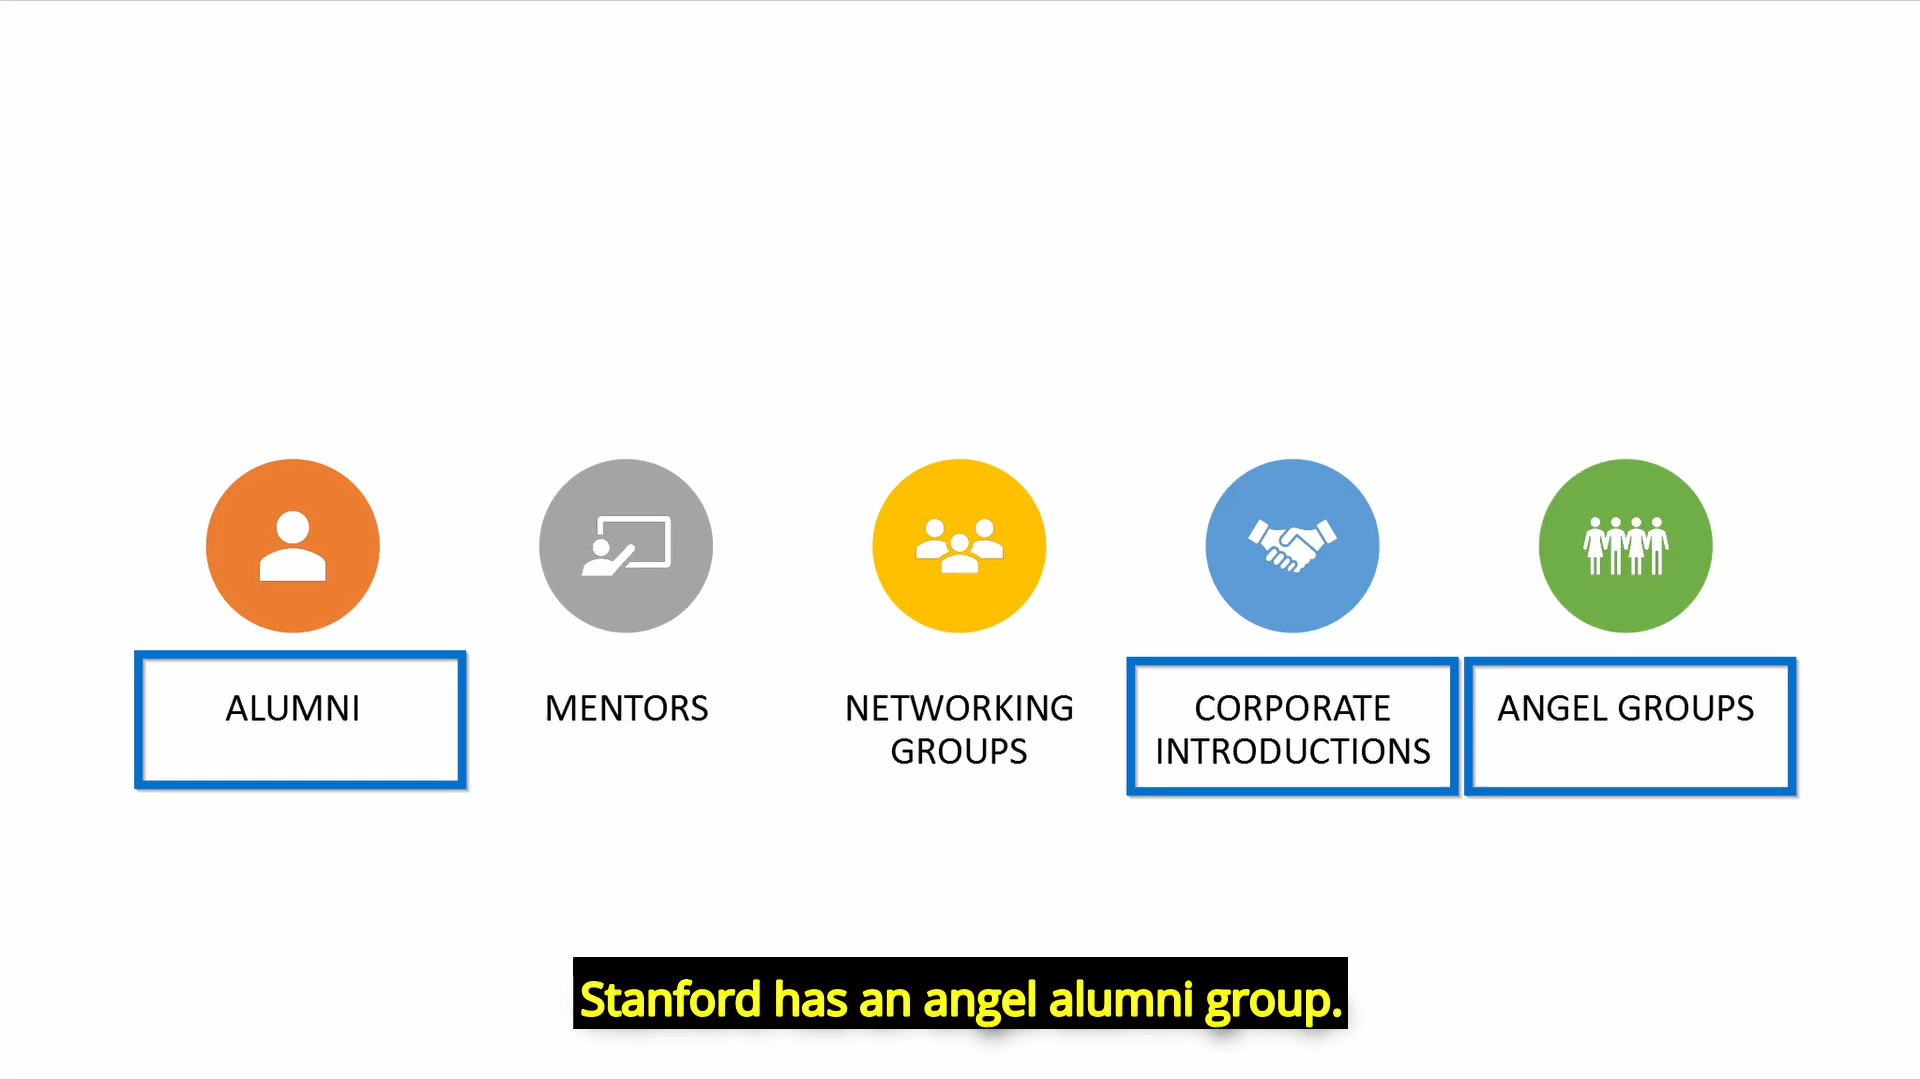 ALUMNI
MENTORS
NETWORKING
GROUPS
CORPORATE
INTRODUCTIONS
ANGEL GROUPS
Stanford has an angel alumni group.